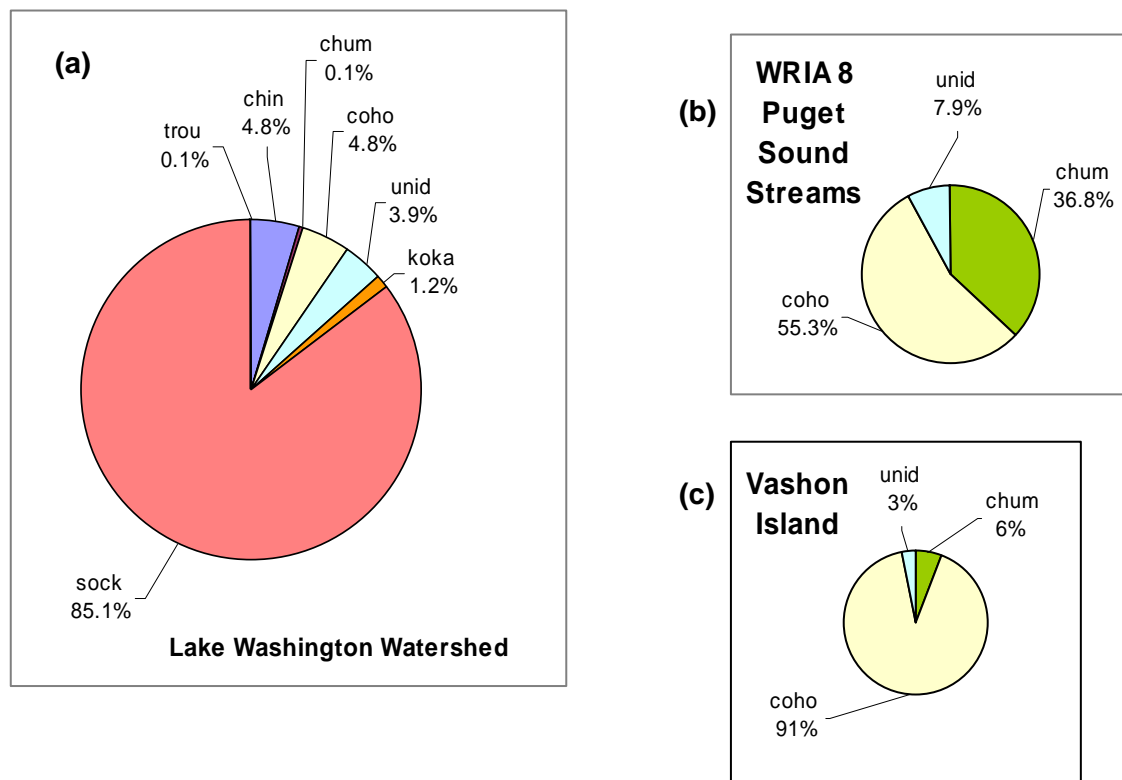 (a)
chum
0.1%
chin
4.8%
coho
4.8%
trou
0.1%
unid
3.9%
koka
1.2%
sock
85.1%
Lake Washington Watershed
(b)
WRIA 8
Puget
Sound
Streams
unid
7.9%
chum
36.8%
coho
55.3%
(c)
Vashon
Island
unid
3%
chum
6%
coho
91%